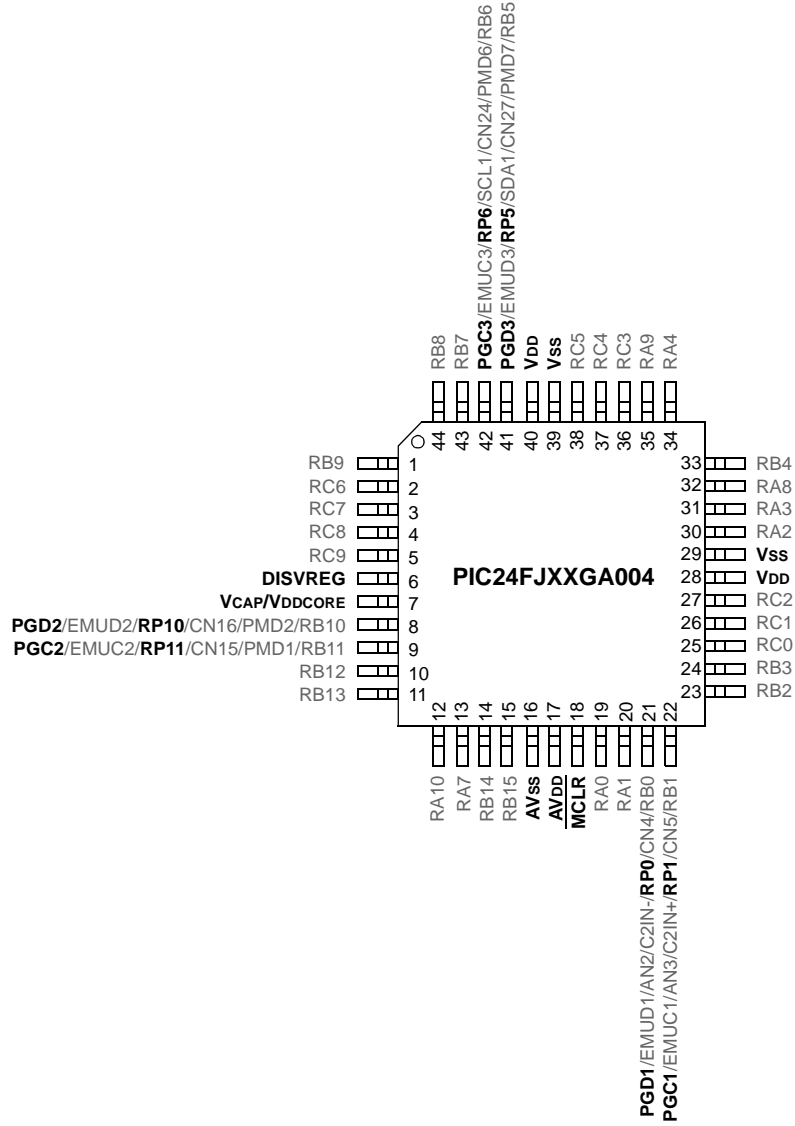 PGC3/EMUC3/RP6/SCL1/CN24/PMD6/RB6
PGD3/EMUD3/RP5/SDA1/CN27/PMD7/RB5
RB8
RB7
VDD
VSS
RC5
RC4
RC3
RA9
RA4
44
43
42
41
40
39
38
37
36
35
34
RB9 1
RC6 2
RC7 3
RC8 4
RC9 5
DISVREG 6
VCAP/VDDCORE 7
PGD2/EMUD2/RP10/CN16/PMD2/RB10 8
PGC2/EMUC2/RP11/CN15/PMD1/RB11 9
RB12 10
RB13 11
PIC24FJXXGA004
33 RB4
32 RA8
31 RA3
30 RA2
29 VSS
28 VDD
27 RC2
26 RC1
25 RC0
24 RB3
23 RB2
12
13
14
15
16
17
18
19
20
21
22
RA10
RA7
RB14
RB15
AVSS
AVDD
MCLR
RA0
RA1
PGD1/EMUD1/AN2/C2IN-/RP0/CN4/RB0
PGC1/EMUC1/AN3/C2IN+/RP1/CN5/RB1